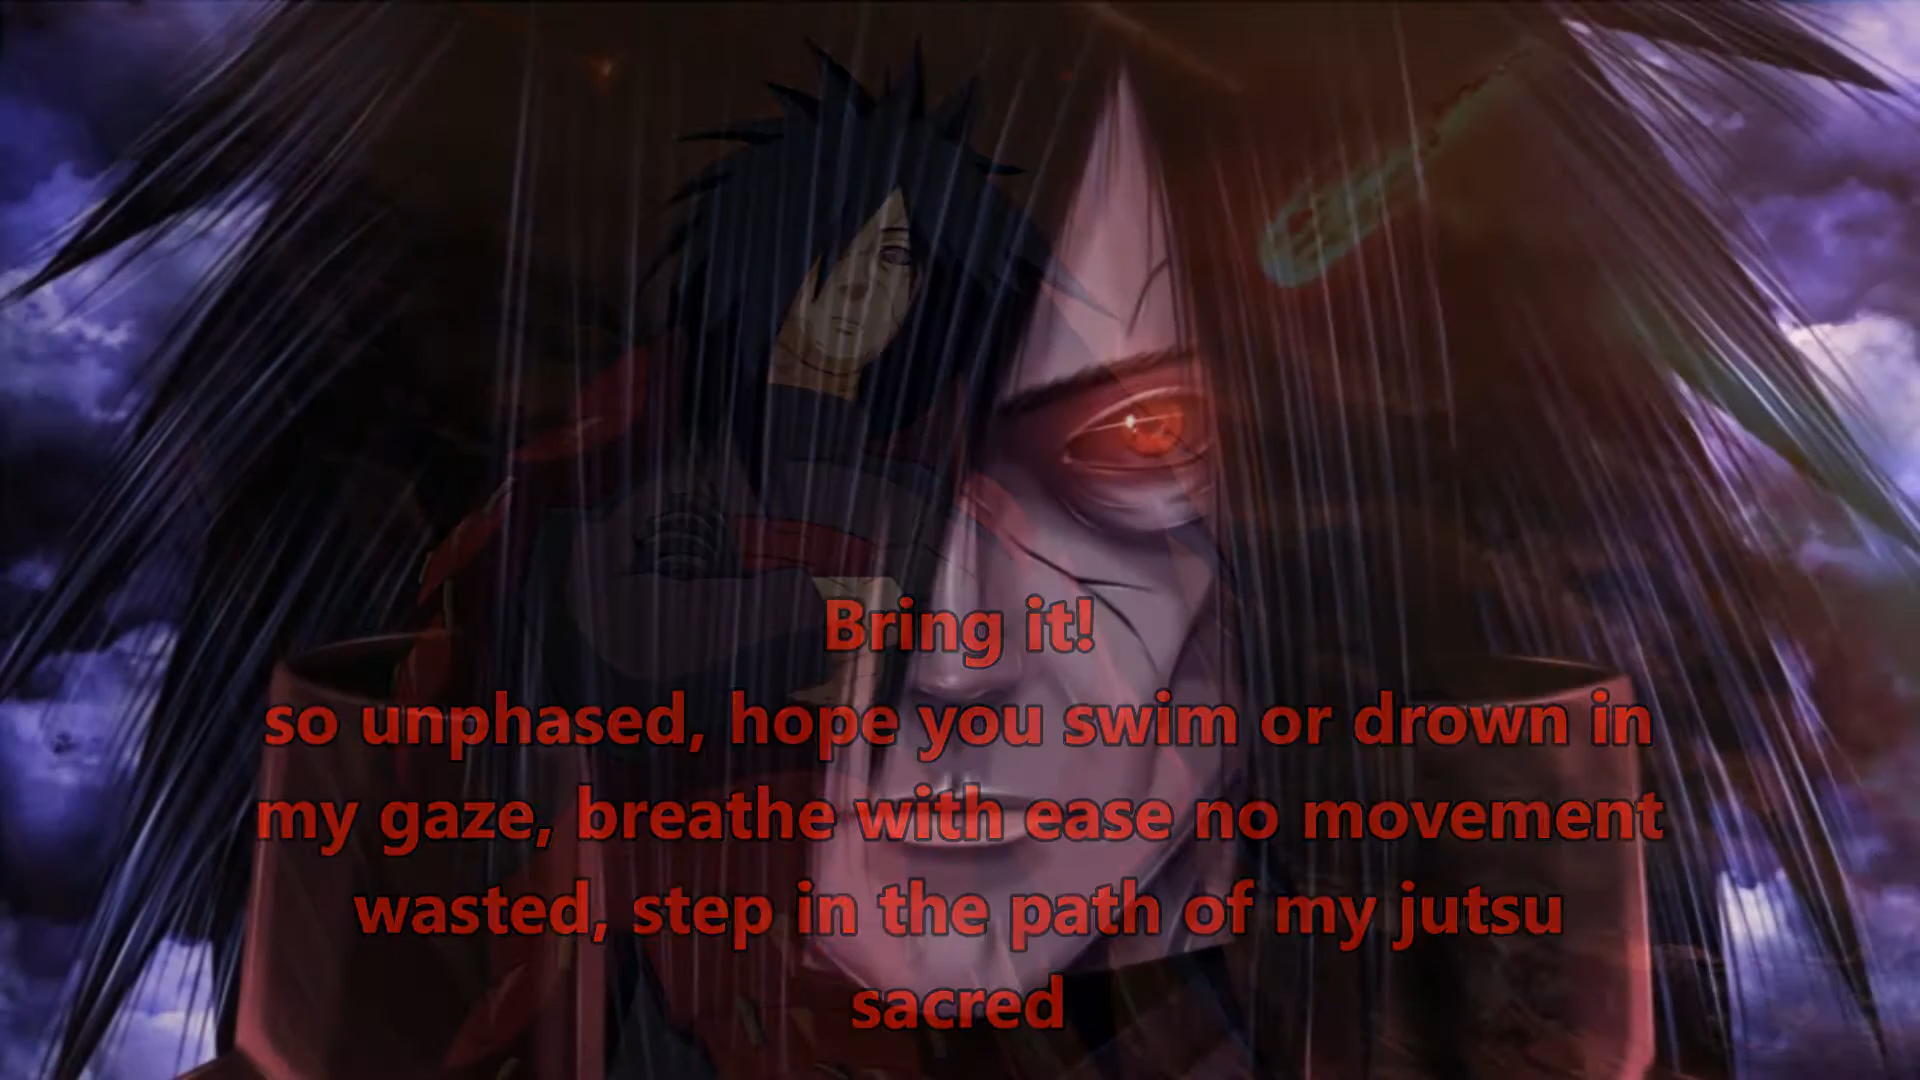 Bring it!
so unphased, hope you swim or drown in
my gaze, breathe with ease no movement
wasted, step in the path of my jutsu
sacred